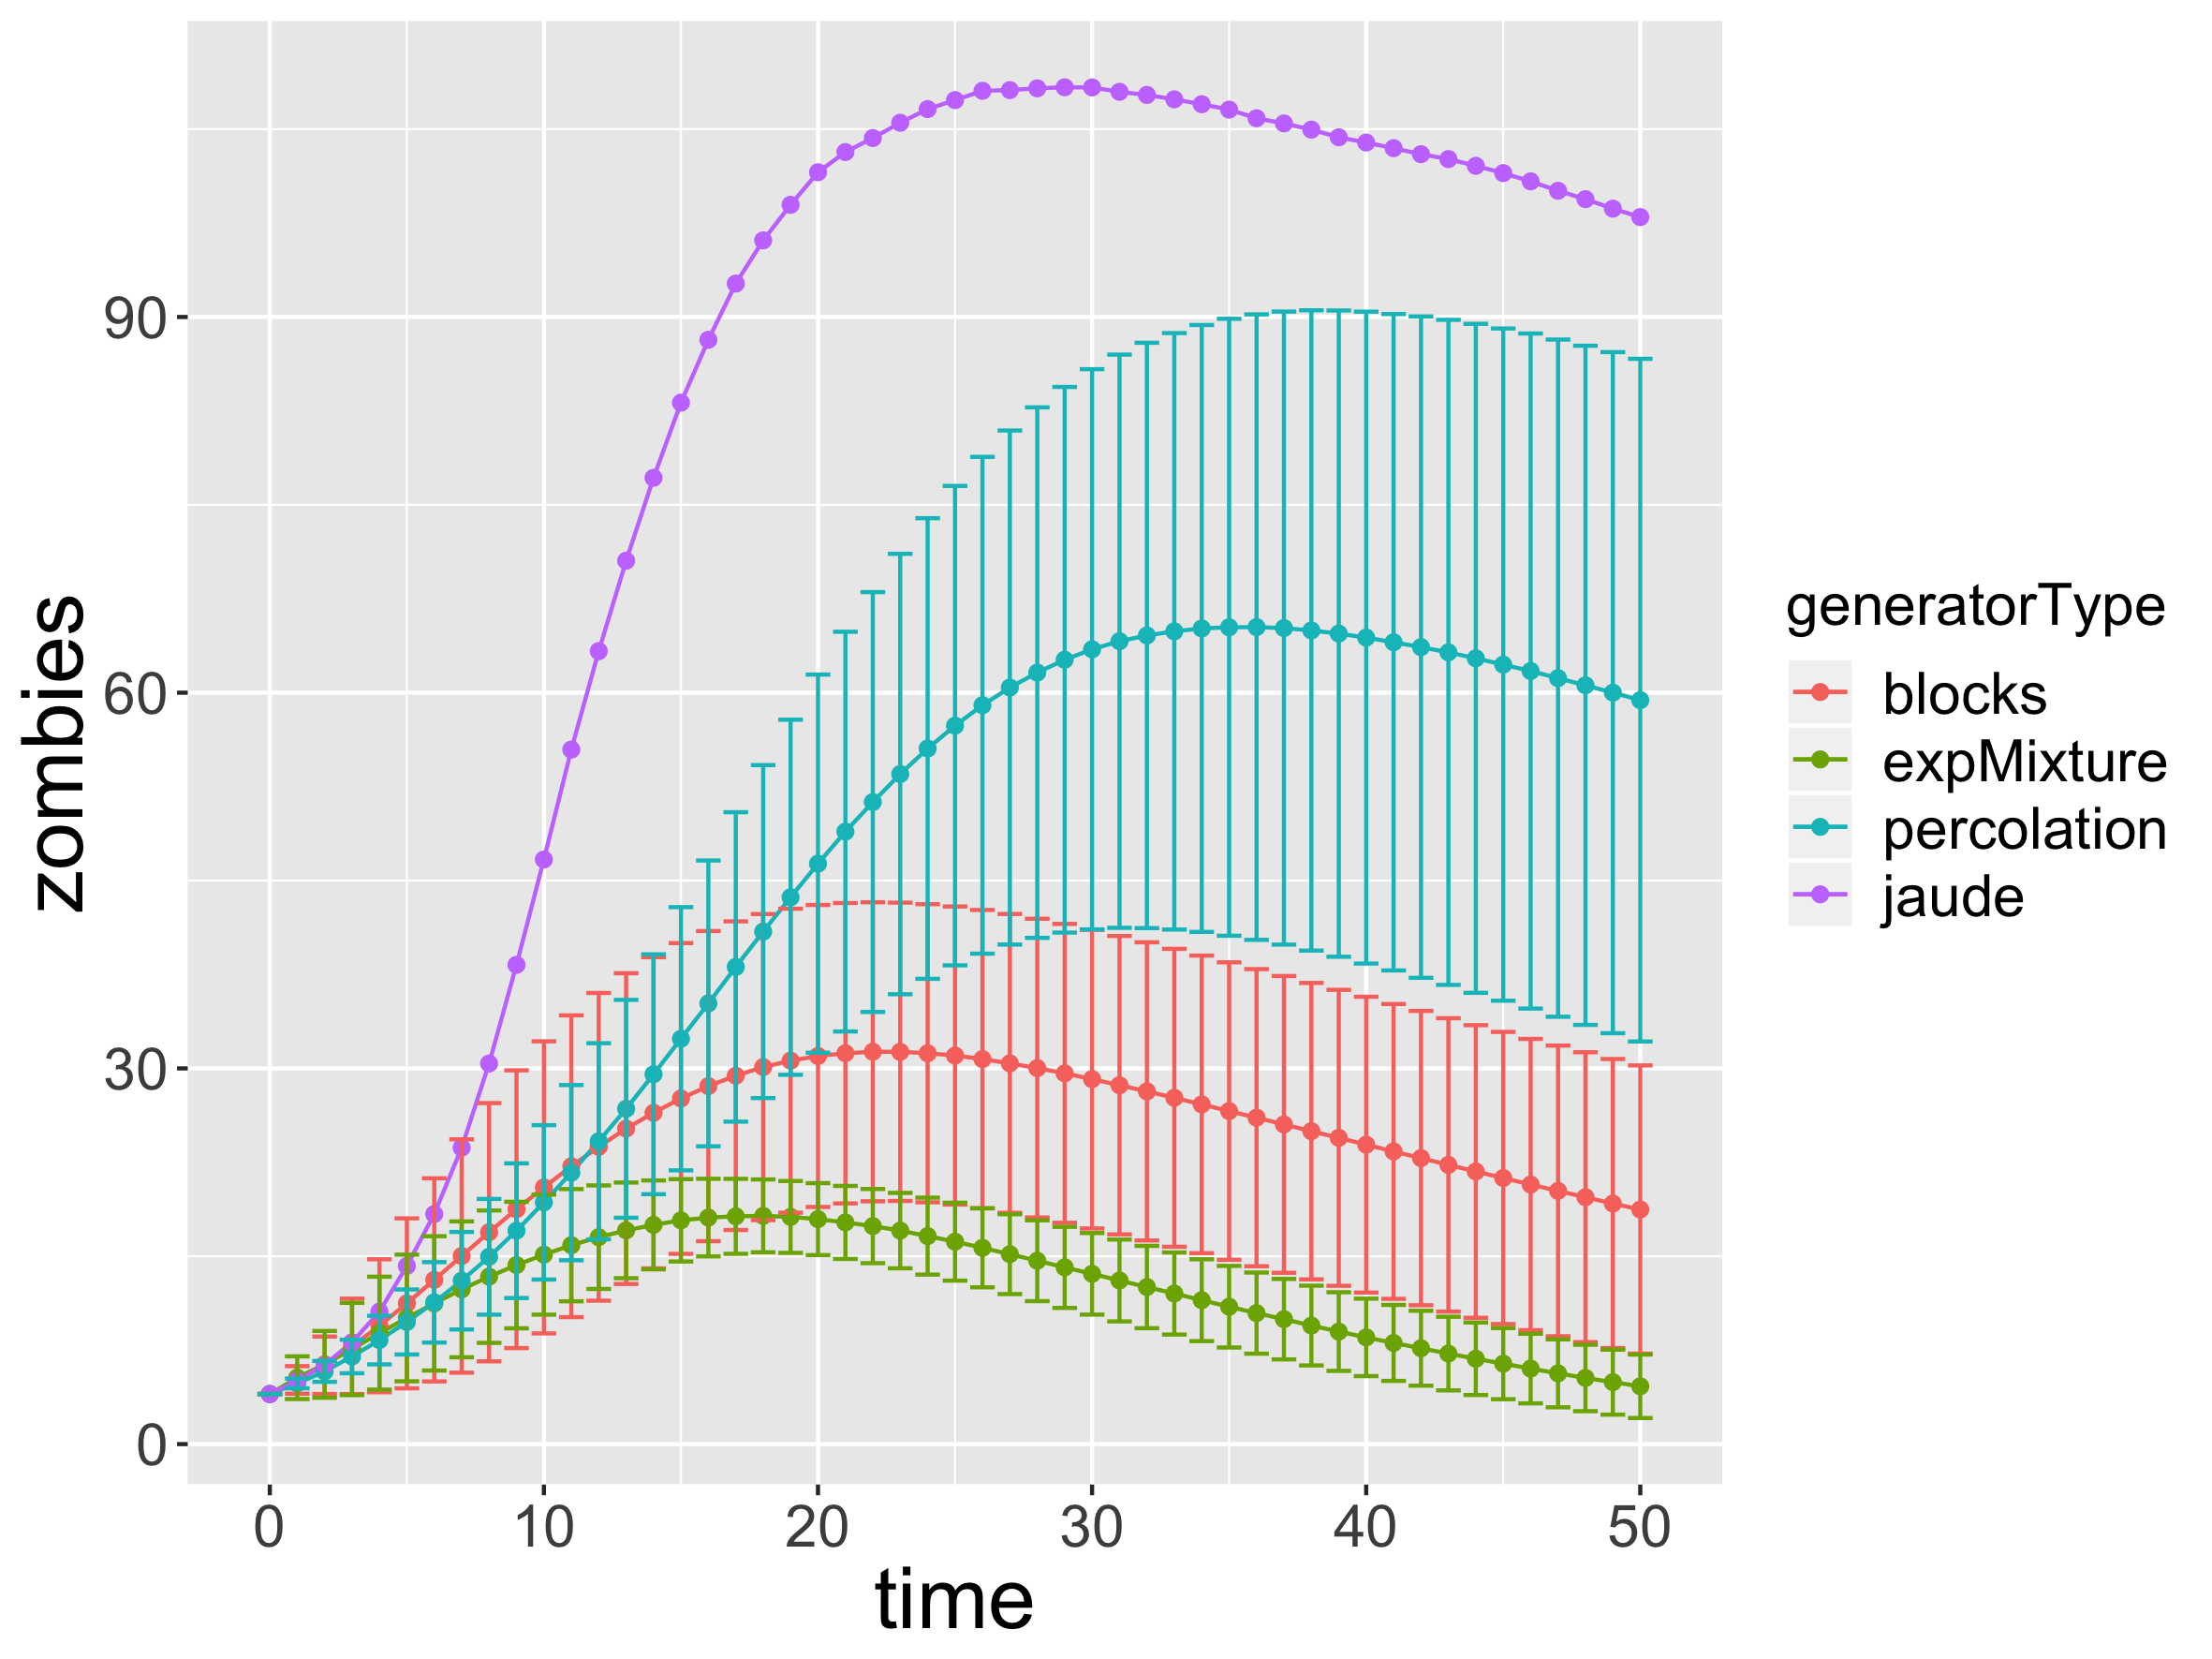 zombies
90
60
30
0
0 10 20 30 40 50
time
generatorType
blocks
expMixture
percolation
jaude